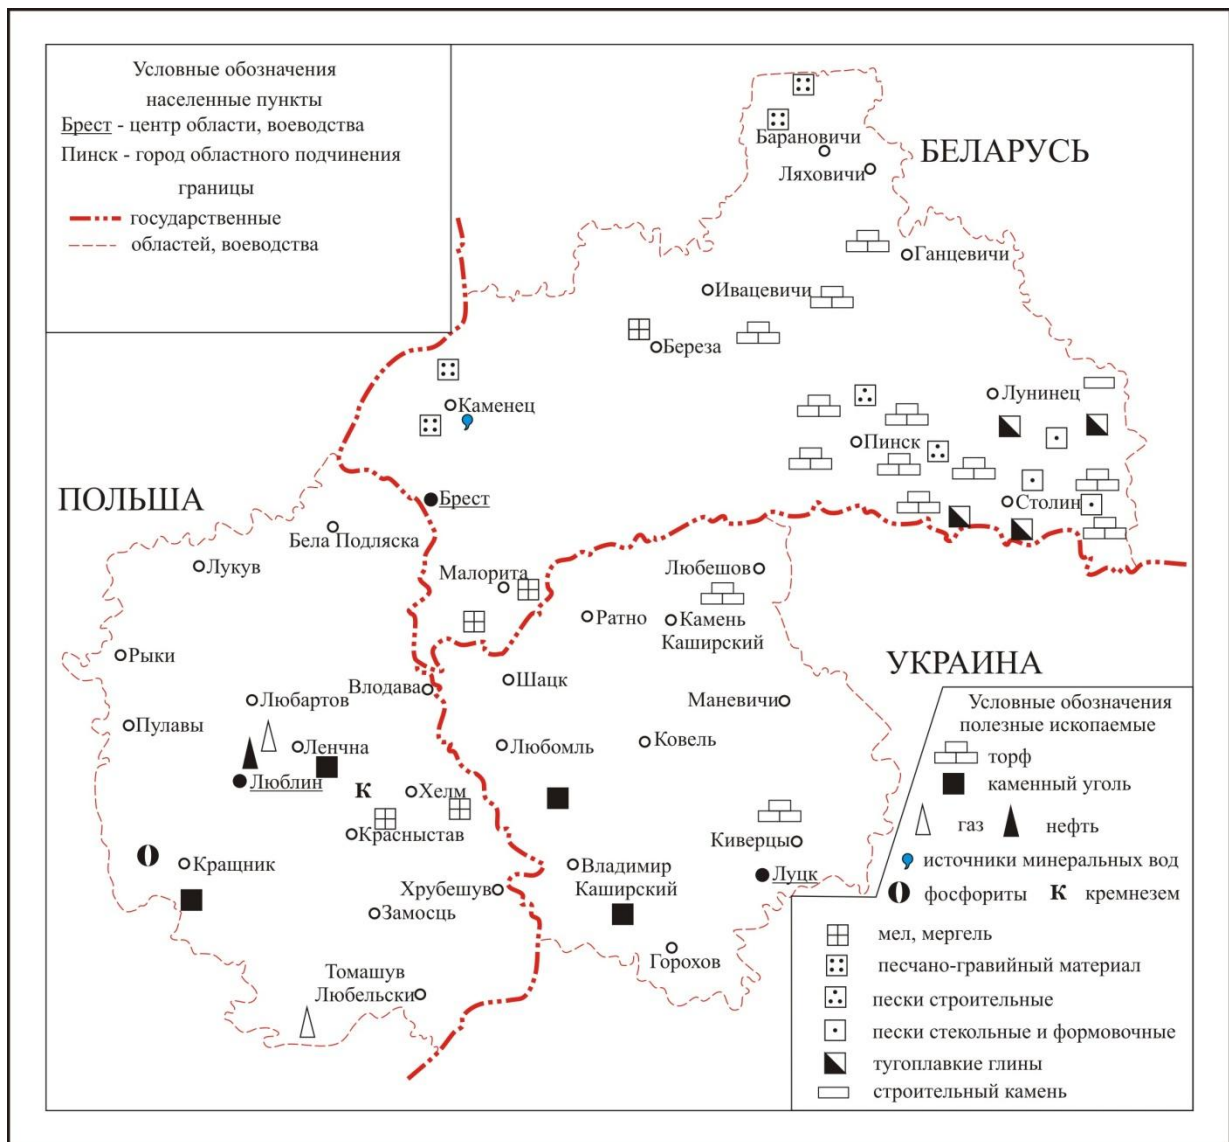 Условные обозначения
населенные пункты
Брест - центр области, воеводства
Пинск - город областного подчинения
границы
государственные
областей, воеводства
БЕЛАРУСЬ
Барановичи
Ляховичи
Ганцевичи
Ивацевичи
Береза
Каменец
Лунинец
Пинск
Столин
Брест
Малорита
ПОЛЬША
Бела Подляска
Лукув
Рыки
Влодава
Любартов
Пулавы
Ленчна
Люблин
К
Хелм
Красныстав
Кращник
Хрубешув
Замосць
Томашув
Любельски
УКРАИНА
Любешов
Ратно
Камень
Каширский
Шацк
Маневичи
Любомль
Ковель
Киверцы
Владимир
Каширский
Луцк
Горохов
Условные обозначения
полезные ископаемые
торф
каменный уголь
газ нефть
источники минеральных вод
фосфориты К кремнезем
мел, мергель
песчано-гравийный материал
пески строительные
пески стекольные и формовочные
тугоплавкие глины
строительный камень